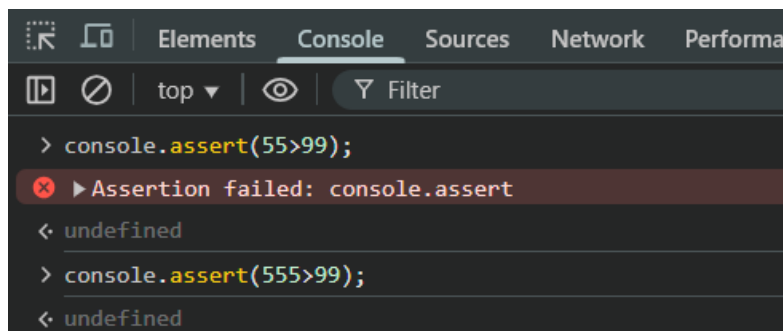 Elements Console Sources Network Performa
top Filter
console.assert(55>99);
Assertion failed: console.assert
undefined
console.assert(555>99);
undefined